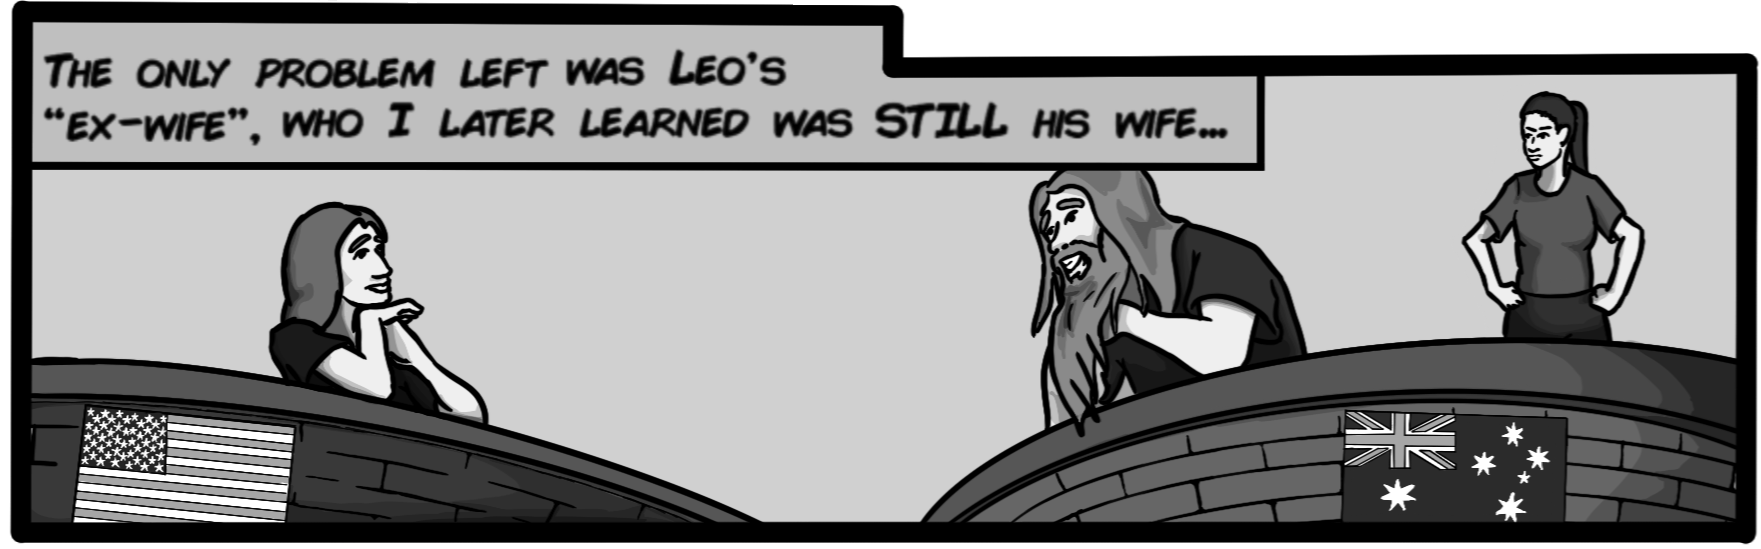 THE ONLY PROBLEM LEFT WAS LEO'S
"EX-WIFE", WHO I LATER LEARNED WAS STILL HIS WIFE...